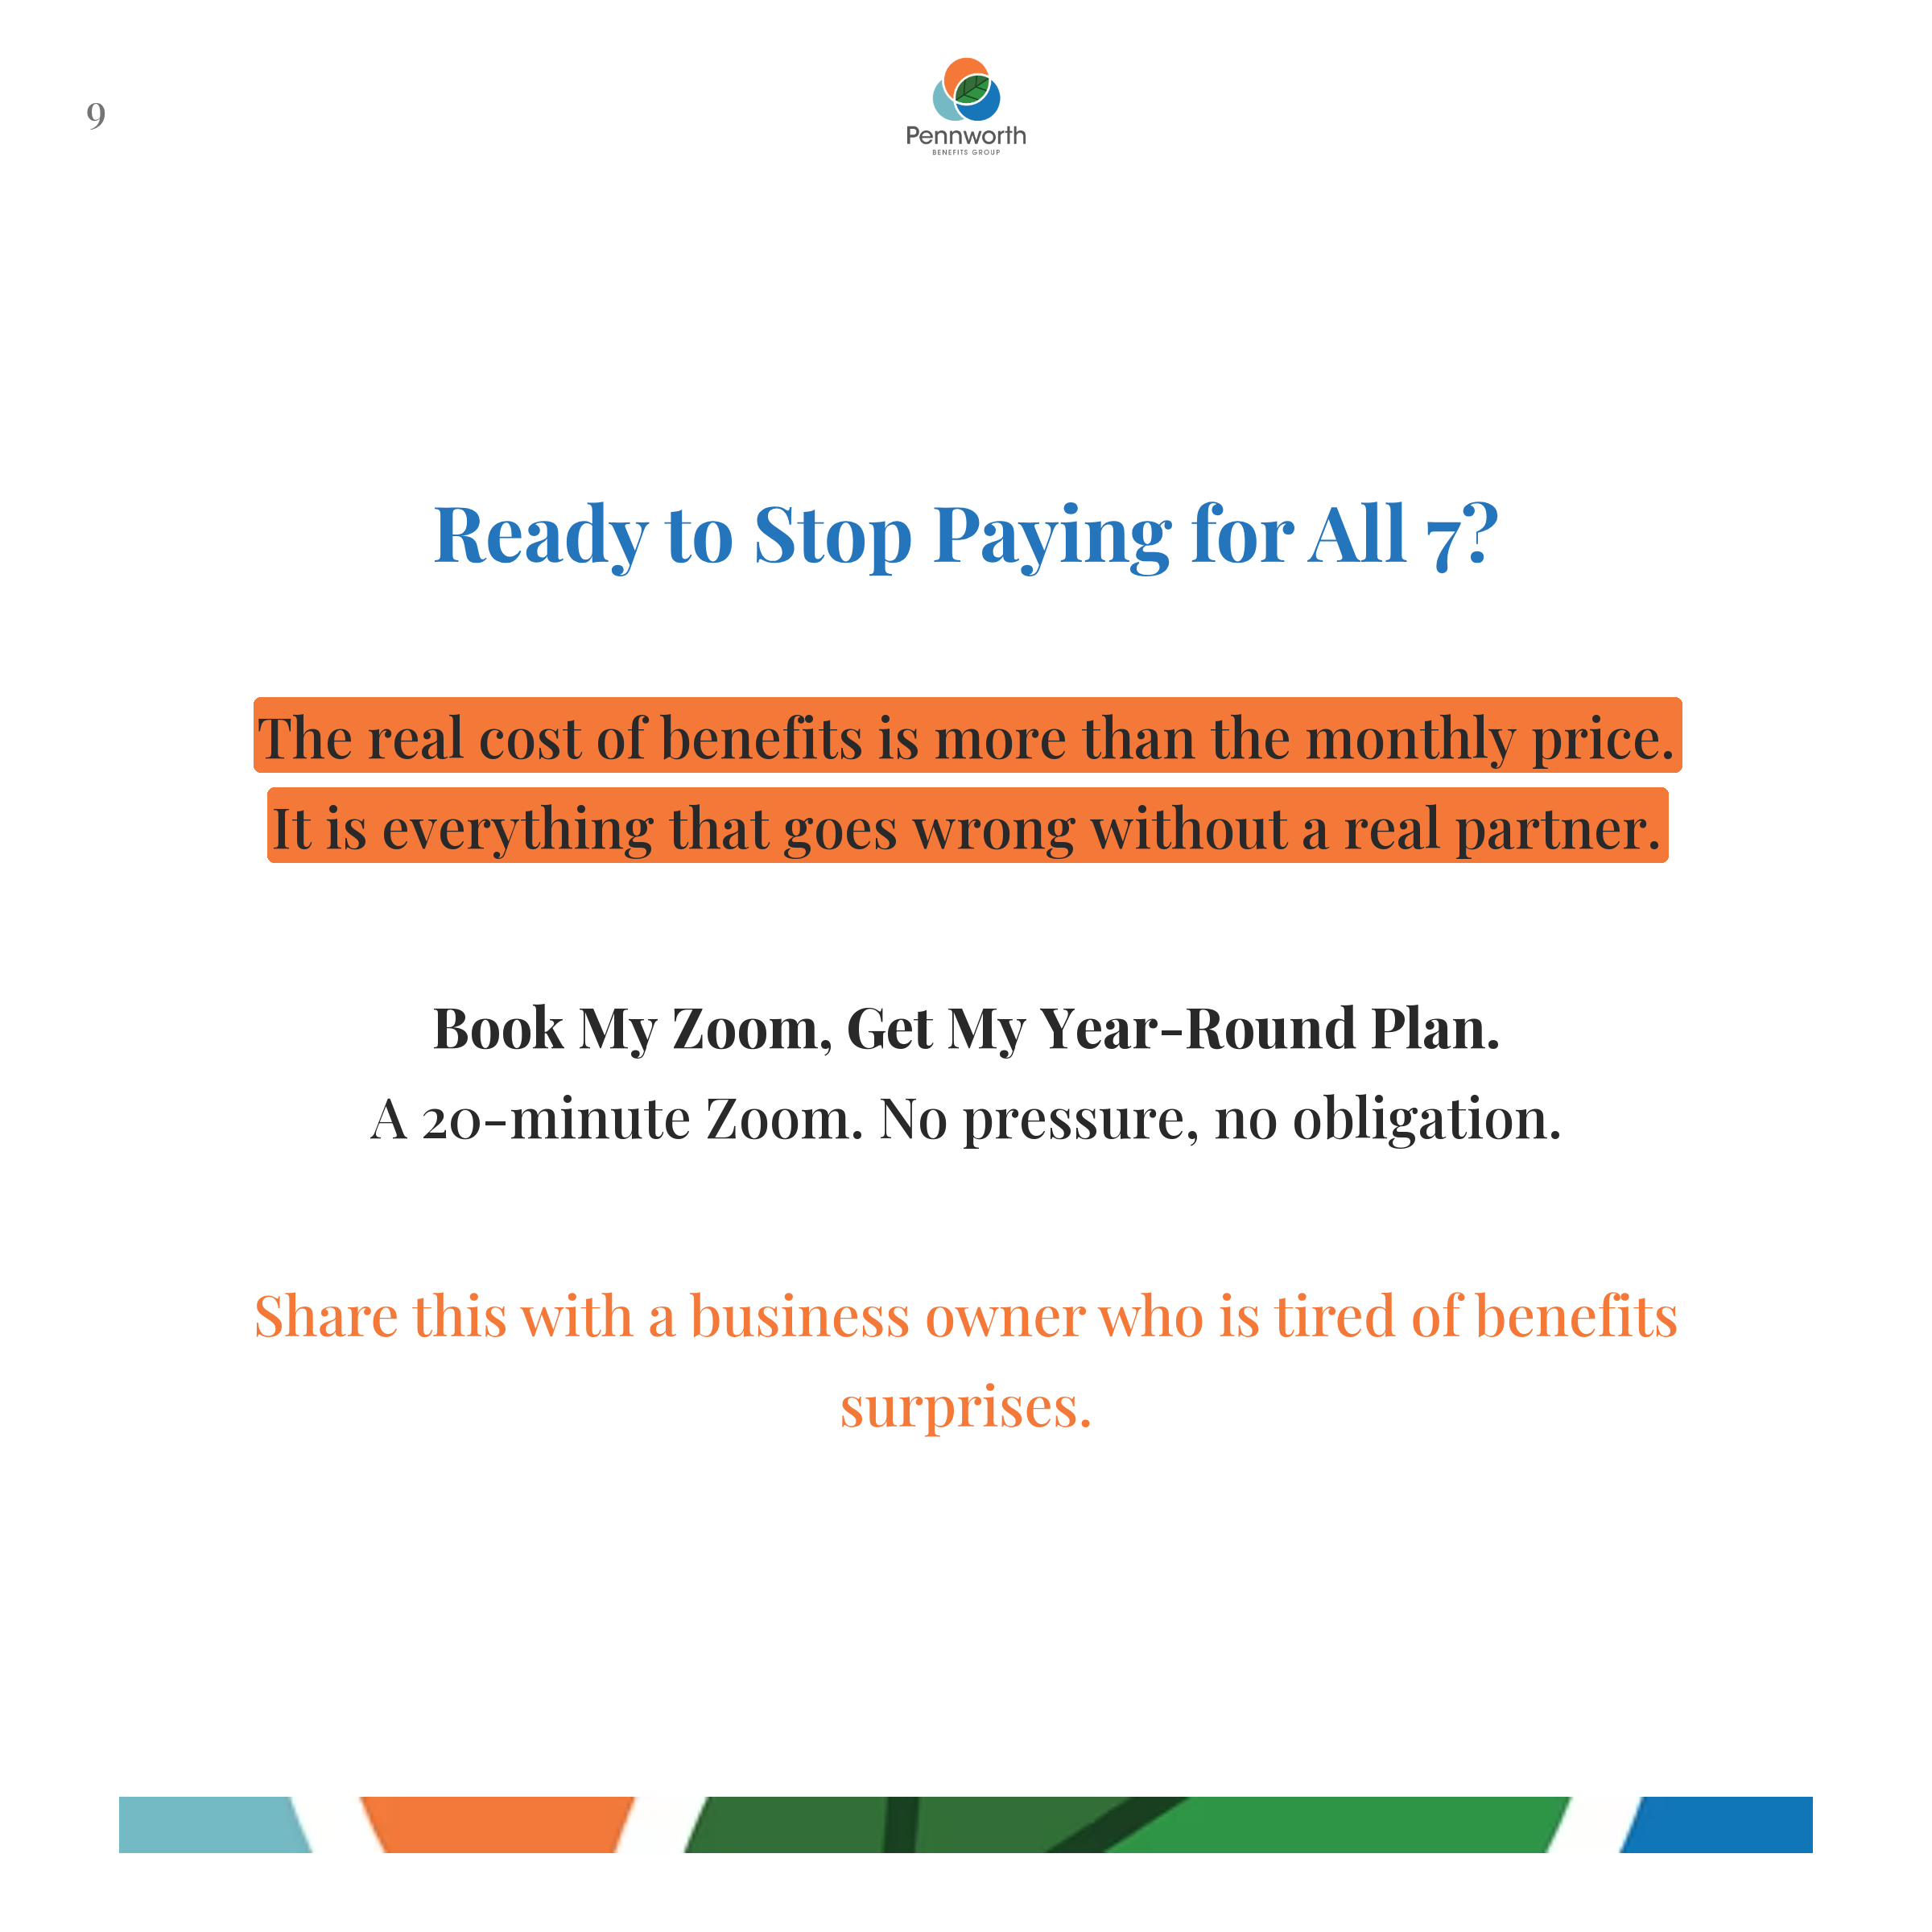 9
Pennworth
BENEFITS GROUP
Ready to Stop Paying for All 7?
The real cost of benefits is more than the monthly price.
It is everything that goes wrong without a real partner.
Book My Zoom, Get My Year-Round Plan.
A 20-minute Zoom. No pressure, no obligation.
Share this with a business owner who is tired of benefits
surprises.